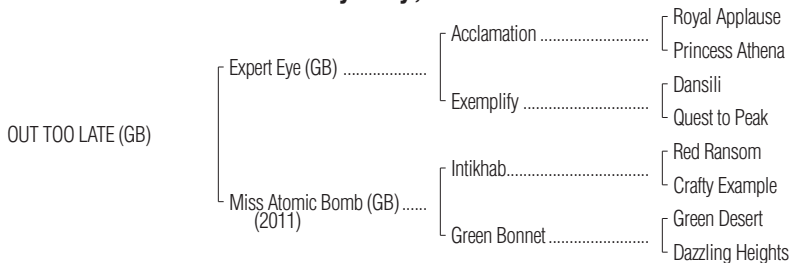 Royal Applause
Acclamation
Princess Athena
Expert Eye (GB)
Dansili
Exemplify
Quest to Peak
OUT TOO LATE (GB)
Red Ransom
Intikhab
Crafty Example
Miss Atomic Bomb (GB)
(2011)
Green Desert
Green Bonnet
Dazzling Heights